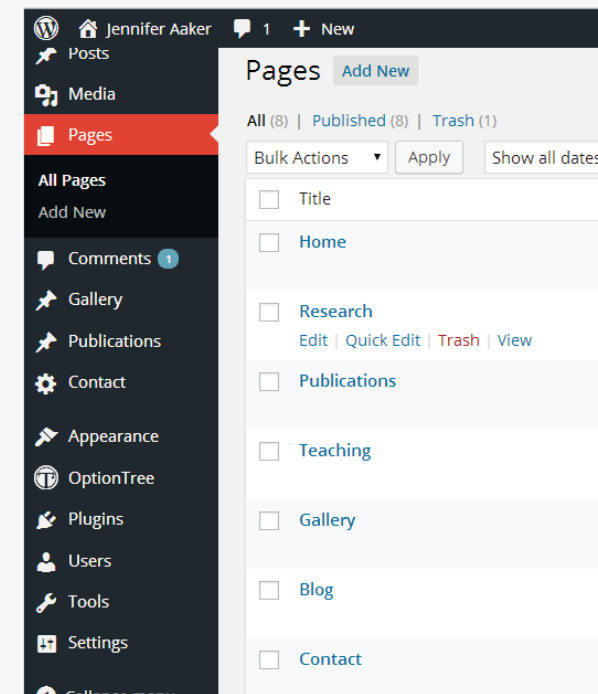 Jennifer Aaker 1 New
Posts
Media
Pages
All Pages
Add New
Comments 1
Gallery
Publications
Contact
Appearance
OptionTree
Plugins
Users
Tools
Settings
Collapse menu
Pages Add New
All (8) | Published (8) | Trash (1)
Bulk Actions Apply Show all dates
Title
Home
Research
Edit | Quick Edit | Trash | View
Publications
Teaching
Gallery
Blog
Contact